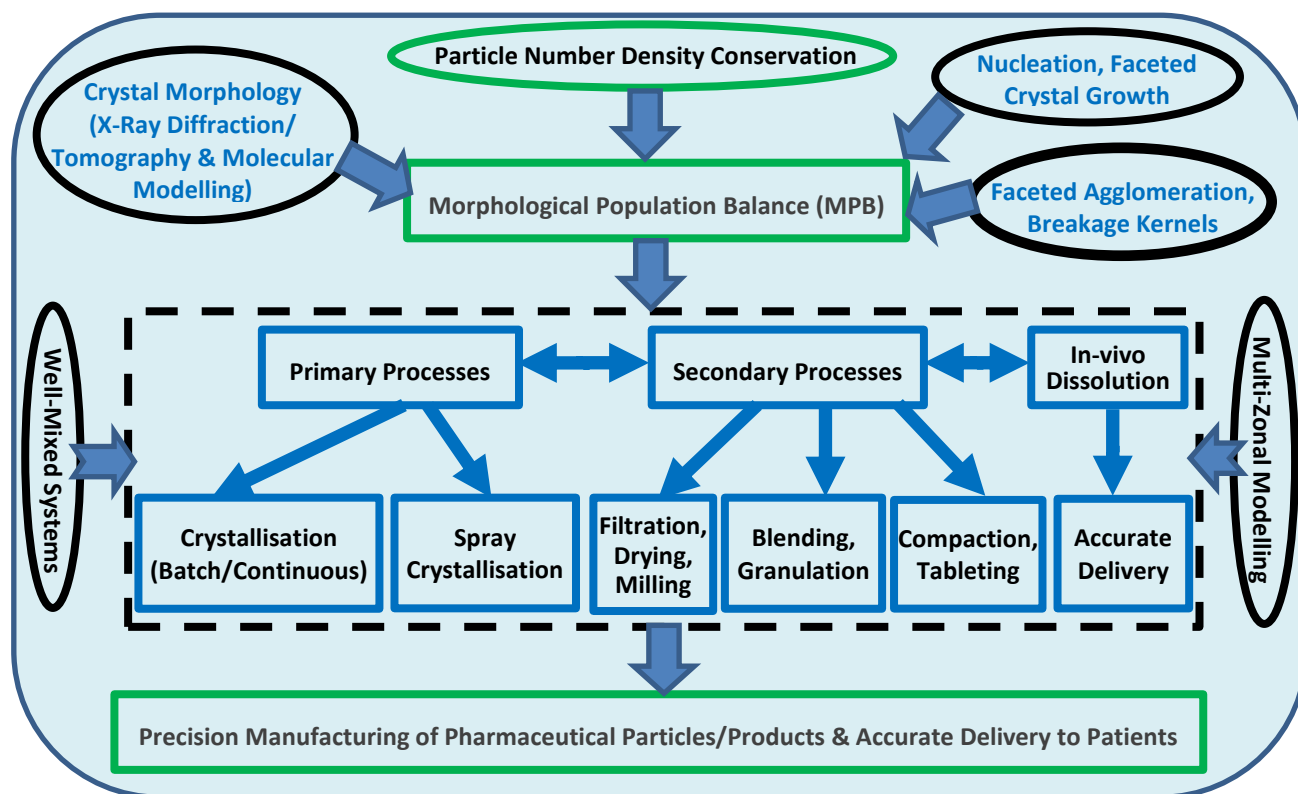 Particle Number Density Conservation
Nucleation, Faceted
Crystal Growth
Crystal Morphology
(X-Ray Diffraction/
Tomography & Molecular
Modelling)
Morphological Population Balance (MPB)
Faceted Agglomeration,
Breakage Kernels
Well-Mixed Systems
Primary Processes
Secondary Processes
In-vivo
Dissolution
Multi-Zonal Modelling
Crystallisation
(Batch/Continuous)
Spray
Crystallisation
Filtration,
Drying,
Milling
Blending,
Granulation
Compaction,
Tableting
Accurate
Delivery
Precision Manufacturing of Pharmaceutical Particles/Products & Accurate Delivery to Patients